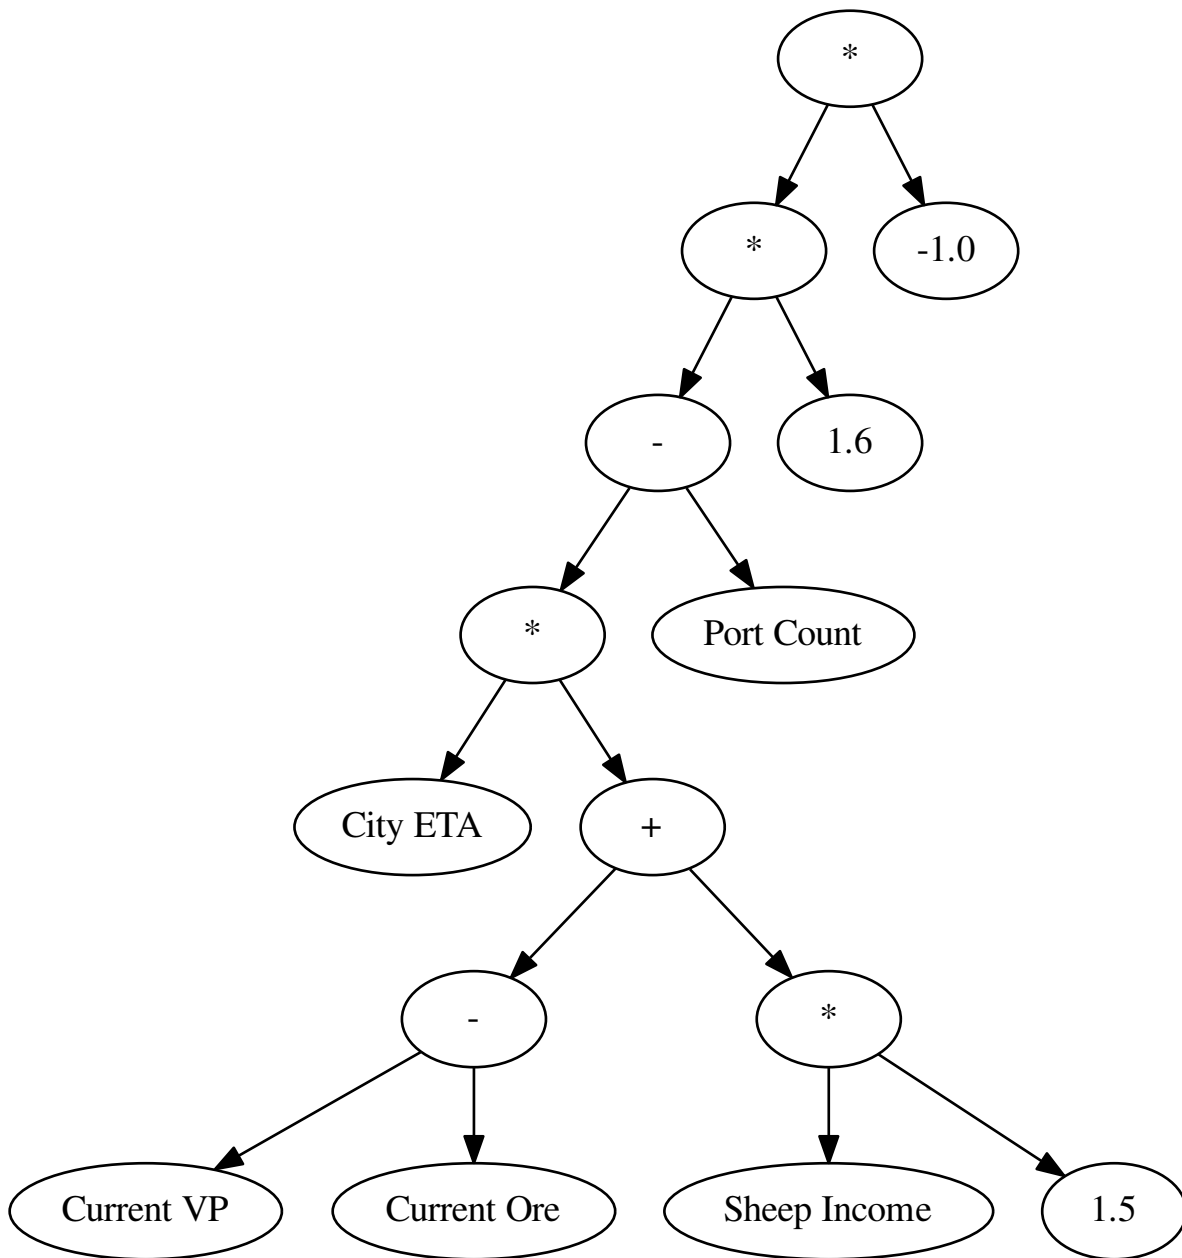 *
*
-1.0
-
1.6
*
Port Count
City ETA
+
-
*
Current VP
Current Ore
Sheep Income
1.5